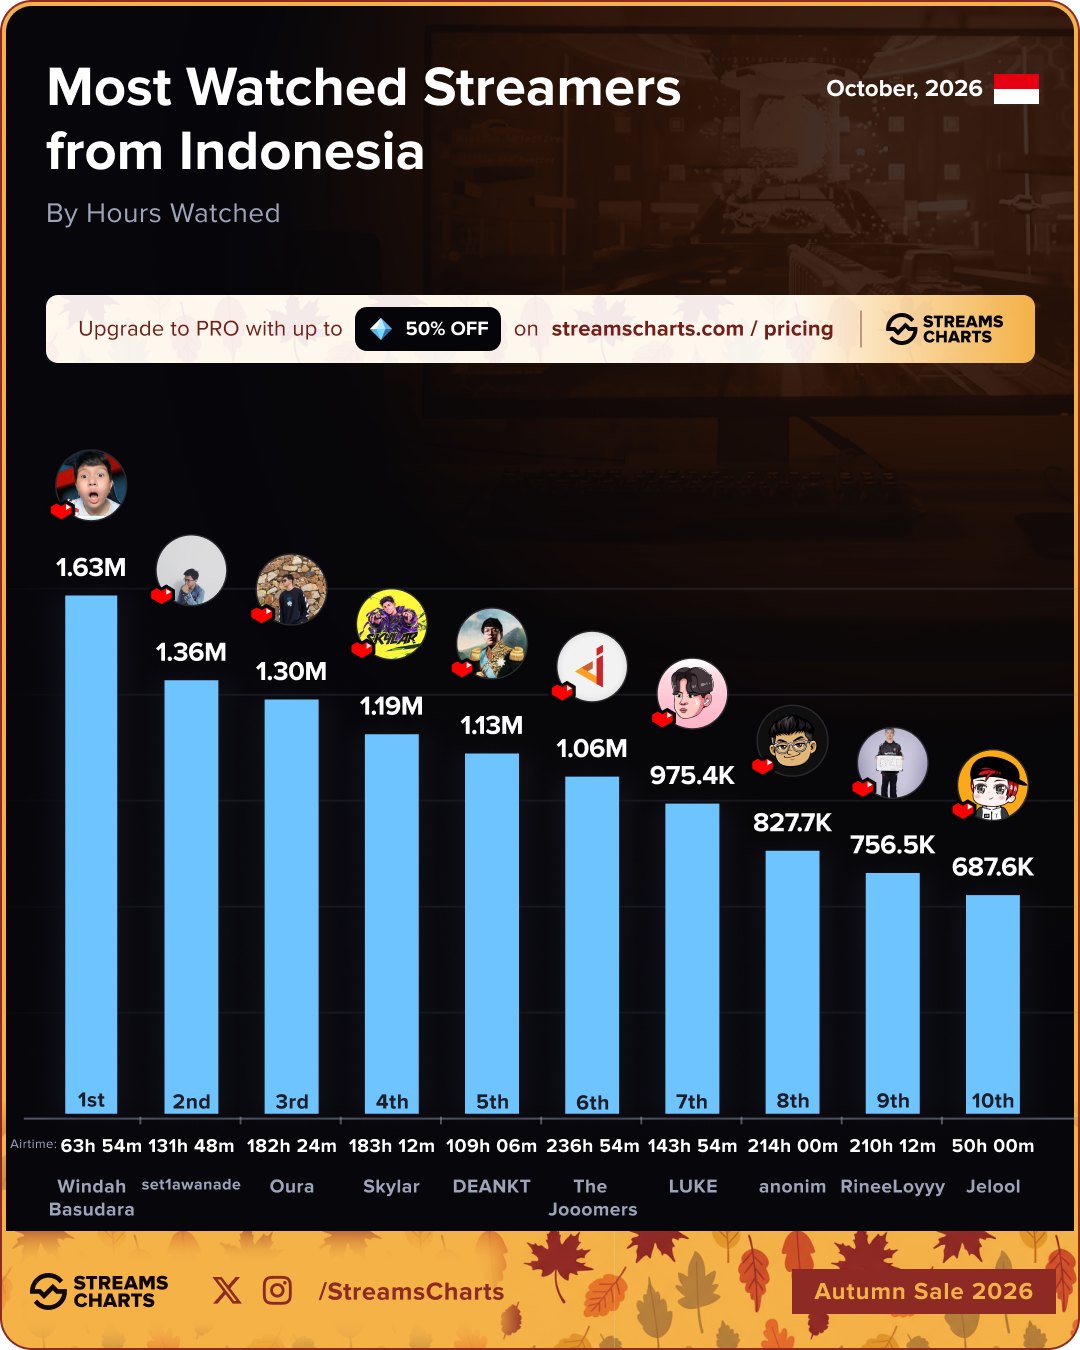 Most Watched Streamers
from Indonesia
October, 2026
By Hours Watched
Upgrade to PRO with up to 50% OFF on streamscharts.com / pricing
STREAMS
CHARTS
1.63M
1.36M
1.30M
1.19M
1.13M
1.06M
975.4K
827.7K
756.5K
687.6K
SKYLAR
1st 2nd 3rd 4th 5th 6th 7th 8th 9th 10th
Airtime: 63h 54m 131h 48m 182h 24m 183h 12m 109h 06m 236h 54m 143h 54m 214h 00m 210h 12m 50h 00m
Windah Basudara
set1awanade
Oura
Skylar
DEANKT
The Jooomers
LUKE
anonim
RineeLoyyy
Jelool
STREAMS
CHARTS
/StreamsCharts
Autumn Sale 2026